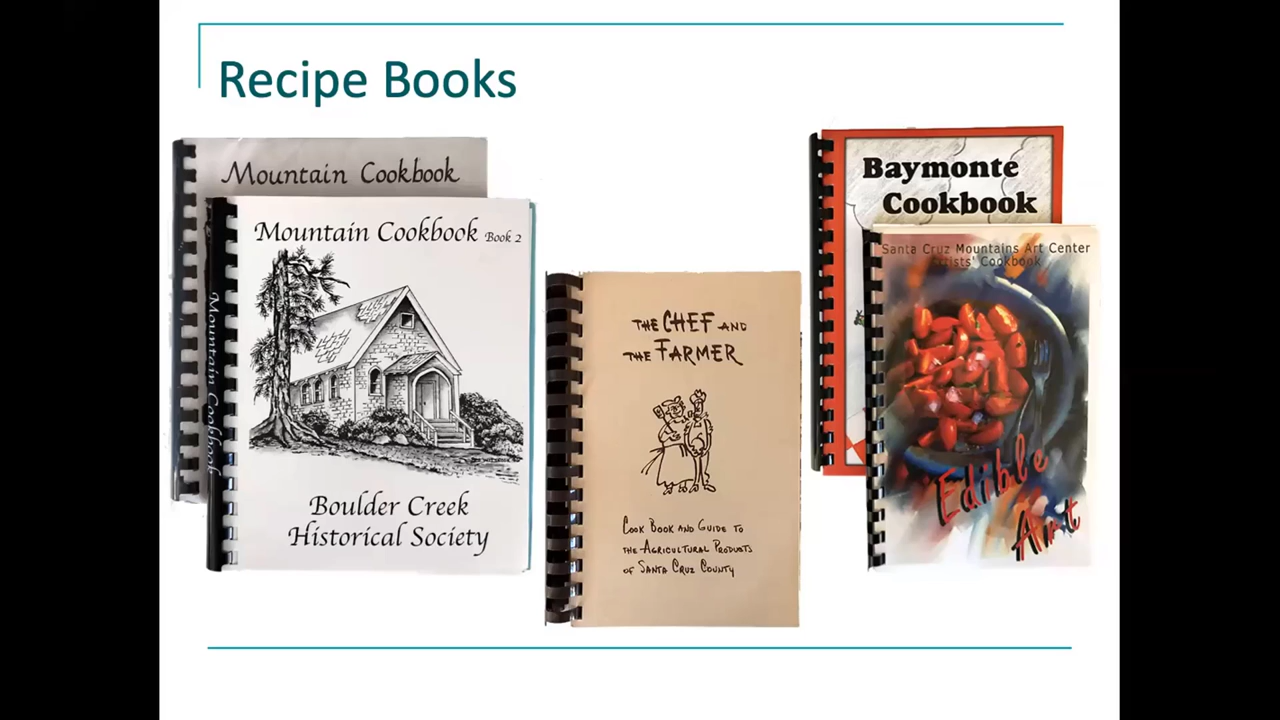 Recipe Books
Mountain Cookbook
Mountain Cookbook Book 2
Mountain Cookbook
Boulder Creek
Historical Society
THE CHEF AND
THE FARMER
COOK BOOK AND GUIDE TO
THE AGRICULTURAL PRODUCTS
OF SANTA CRUZ COUNTY
Baymonte
Cookbook
Santa Cruz Mountains Art Center
Artists' Cookbook
Edible
Art